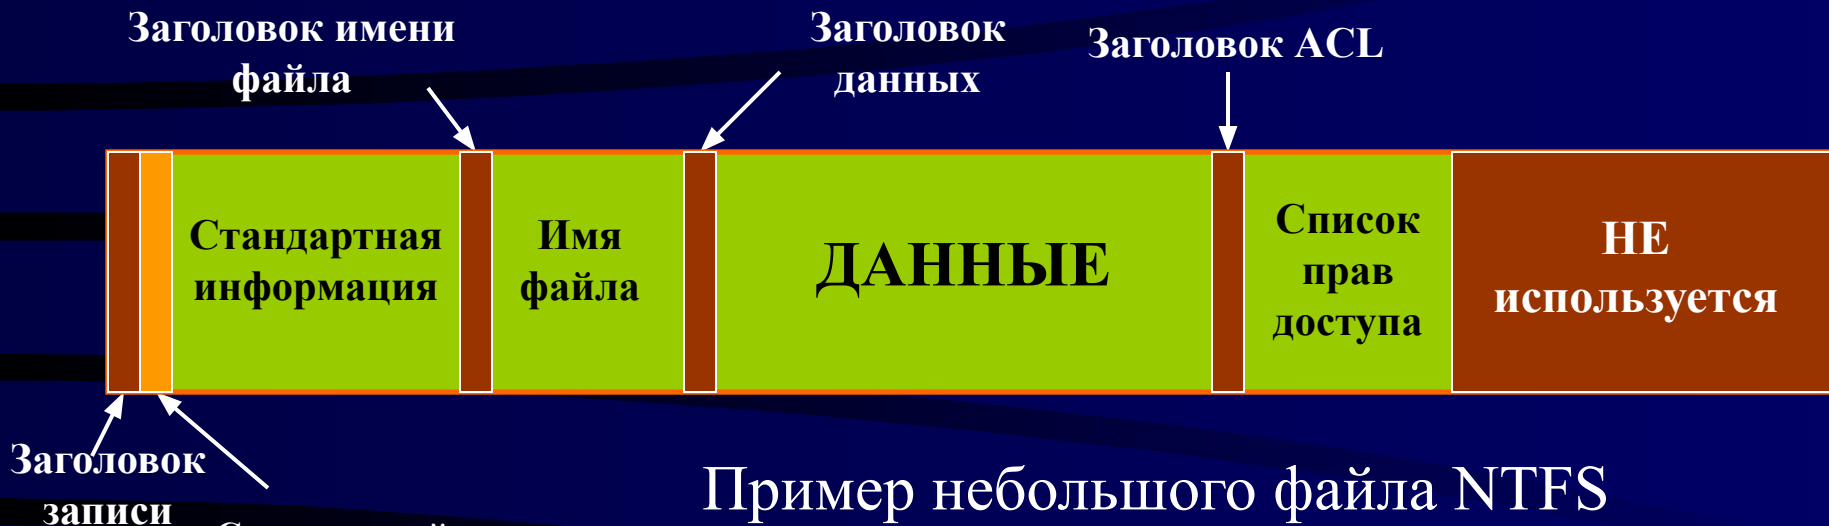 Заголовок имени
файла
Заголовок
данных
Заголовок ACL
Стандартная
информация
Имя
файла
ДАННЫЕ
Список
прав
доступа
НЕ
используется
Заголовок
записи
Пример небольшого файла NTFS